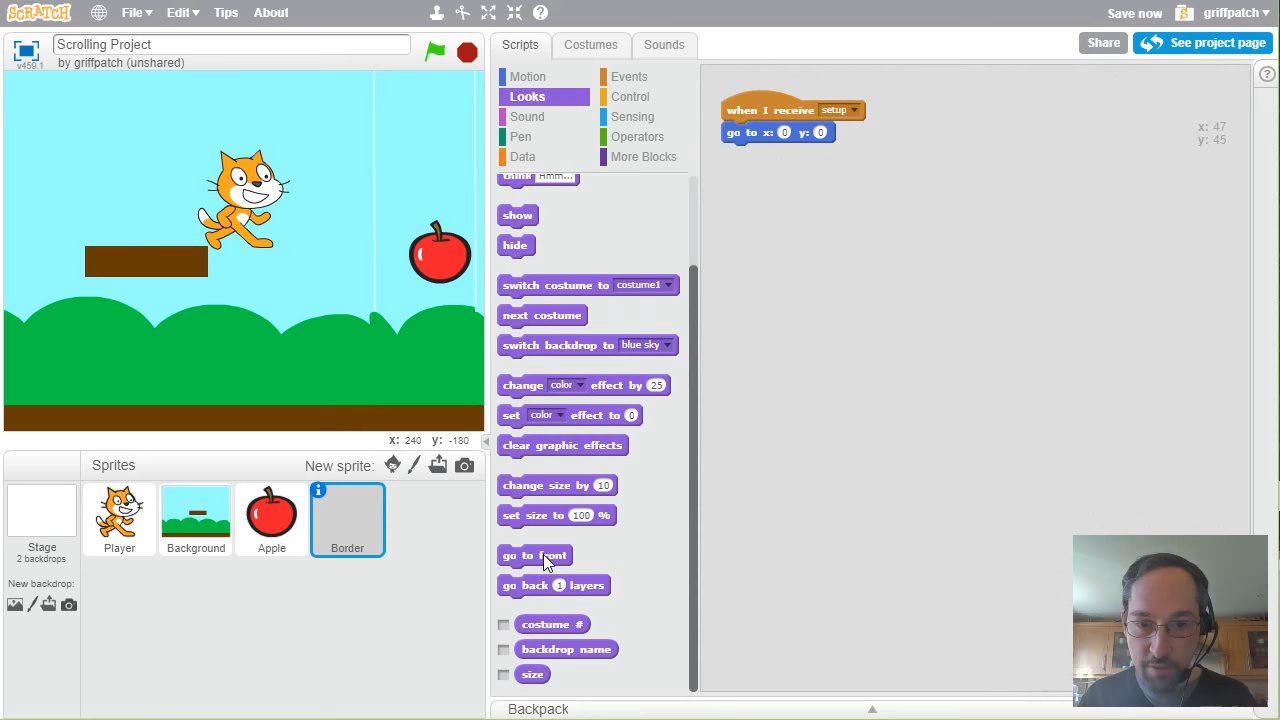 SCRATCH File Edit Tips About Save now griffpatch
Scrolling Project
by griffpatch (unshared)
v459.1
Scripts Costumes Sounds Share See project page
Motion Events
Looks Control
Sound Sensing
Pen Operators
Data More Blocks
think Hmm...
show
hide
switch costume to costume1
next costume
switch backdrop to blue sky
change color effect by 25
set color effect to 0
clear graphic effects
change size by 10
set size to 100 %
go to front
go back 1 layers
costume #
backdrop name
size
when I receive setup
go to x: 0 y: 0
x: 47
y: 45
x: 240 y: -180
Sprites New sprite:
Stage
2 backdrops
New backdrop:
Player Background Apple Border
Backpack